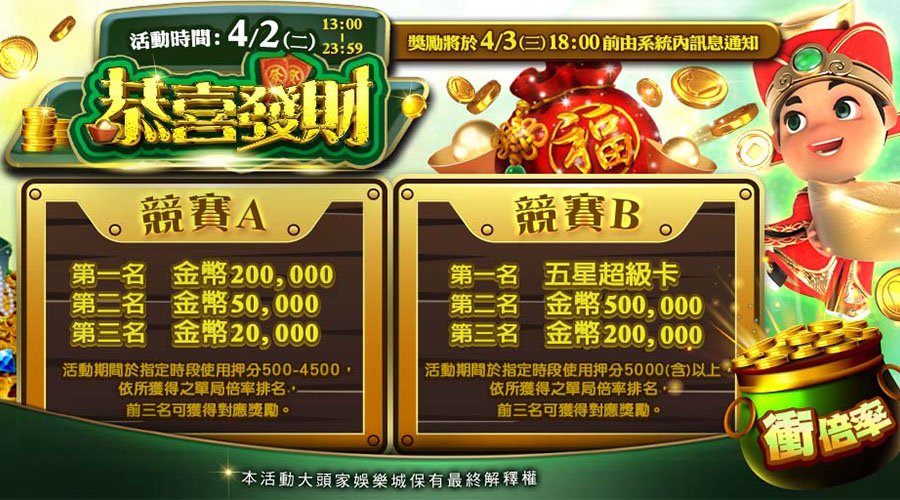 活動時間：4/2(二) 13:00-23:59
獎勵將於4/3(三)18:00前由系統內訊息通知
恭喜發財
福
競賽A
第一名 金幣200,000
第二名 金幣50,000
第三名 金幣20,000
活動期間於指定時段使用押分500-4500，
依所獲得之單局倍率排名，
前三名可獲得對應獎勵。
競賽B
第一名 五星超級卡
第二名 金幣500,000
第三名 金幣200,000
活動期間於指定時段使用押分5000(含)以上，
依所獲得之單局倍率排名，
前三名可獲得對應獎勵。
衝倍率
本活動大頭家娛樂城保有最終解釋權